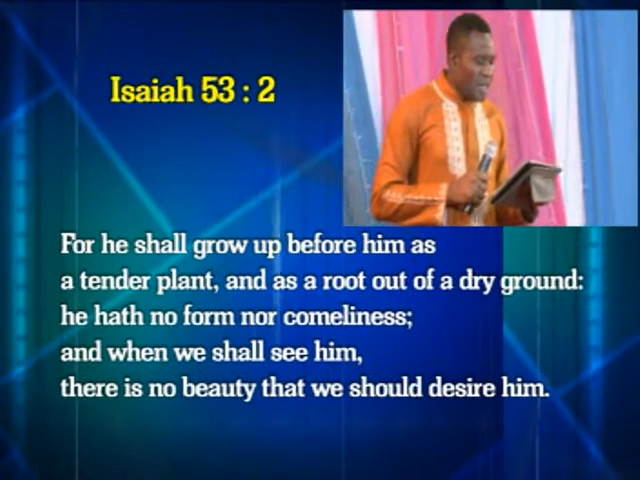 Isaiah 53 : 2
For he shall grow up before him as
a tender plant, and as a root out of a dry ground:
he hath no form nor comeliness;
and when we shall see him,
there is no beauty that we should desire him.